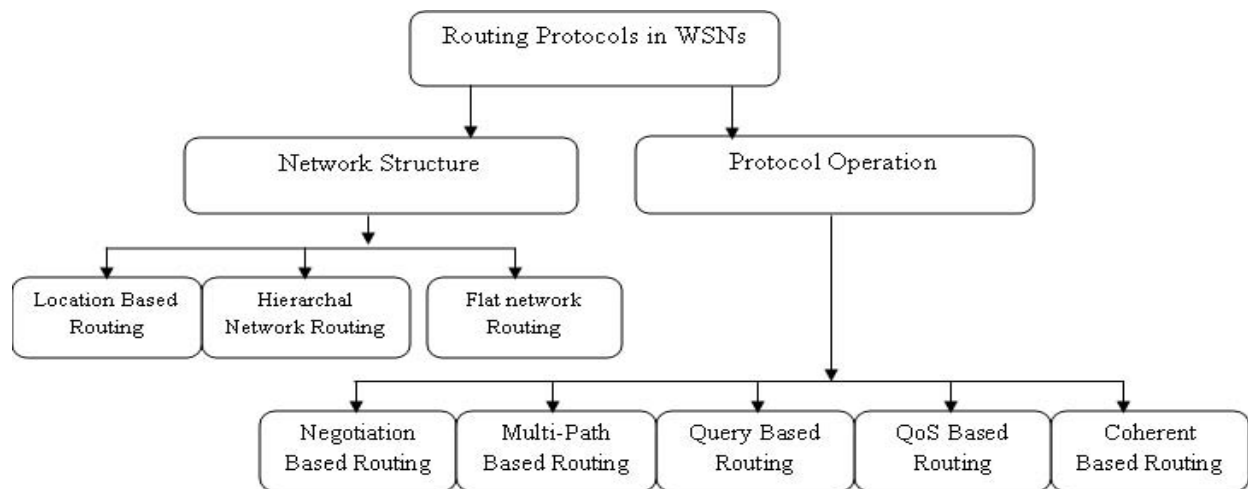 Routing Protocols in WSNs
Network Structure
Protocol Operation
Location Based
Routing
Hierarchal
Network Routing
Flat network
Routing
Negotiation
Based Routing
Multi-Path
Based Routing
Query Based
Routing
QoS Based
Routing
Coherent
Based Routing